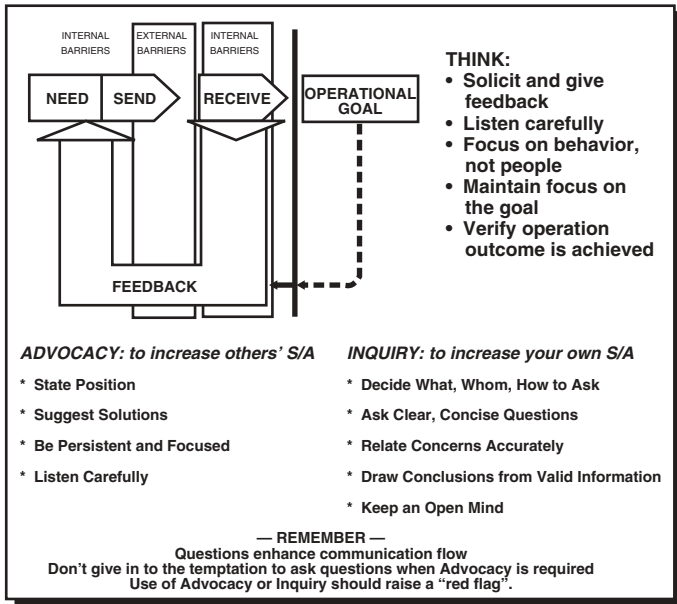 INTERNAL BARRIERS
EXTERNAL BARRIERS
INTERNAL BARRIERS
NEED
SEND
RECEIVE
OPERATIONAL
GOAL
FEEDBACK
THINK:
• Solicit and give
feedback
• Listen carefully
• Focus on behavior,
not people
• Maintain focus on
the goal
• Verify operation
outcome is achieved
ADVOCACY: to increase others' S/A
* State Position
* Suggest Solutions
* Be Persistent and Focused
* Listen Carefully
INQUIRY: to increase your own S/A
* Decide What, Whom, How to Ask
* Ask Clear, Concise Questions
* Relate Concerns Accurately
* Draw Conclusions from Valid Information
* Keep an Open Mind
— REMEMBER —
Questions enhance communication flow
Don't give in to the temptation to ask questions when Advocacy is required
Use of Advocacy or Inquiry should raise a “red flag”.